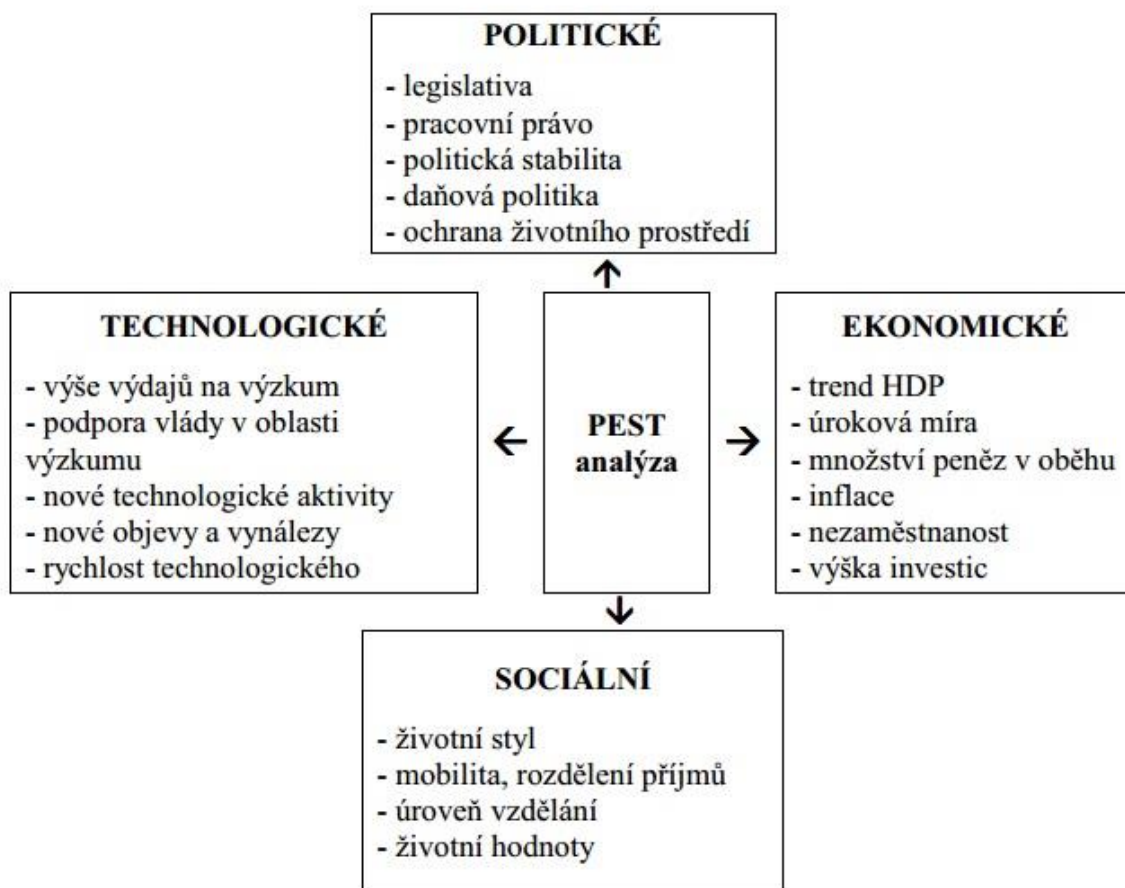 POLITICKÉ
- legislativa
- pracovní právo
- politická stabilita
- daňová politika
- ochrana životního prostředí
TECHNOLOGICKÉ
- výše výdajů na výzkum
- podpora vlády v oblasti
výzkumu
- nové technologické aktivity
- nové objevy a vynálezy
- rychlost technologického
PEST
analýza
EKONOMICKÉ
- trend HDP
- úroková míra
- množství peněz v oběhu
- inflace
- nezaměstnanost
- výška investic
SOCIÁLNÍ
- životní styl
- mobilita, rozdělení příjmů
- úroveň vzdělání
- životní hodnoty